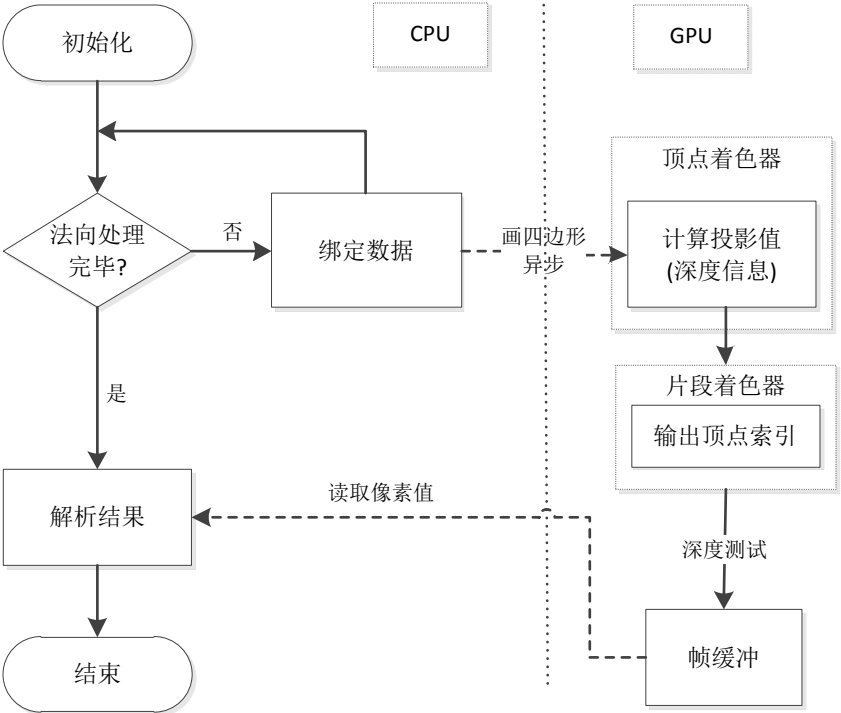 初始化
CPU
GPU
顶点着色器
法向处理
完毕?
否
绑定数据
画四边形
异步
计算投影值
(深度信息)
是
片段着色器
输出顶点索引
解析结果
读取像素值
深度测试
结束
帧缓冲